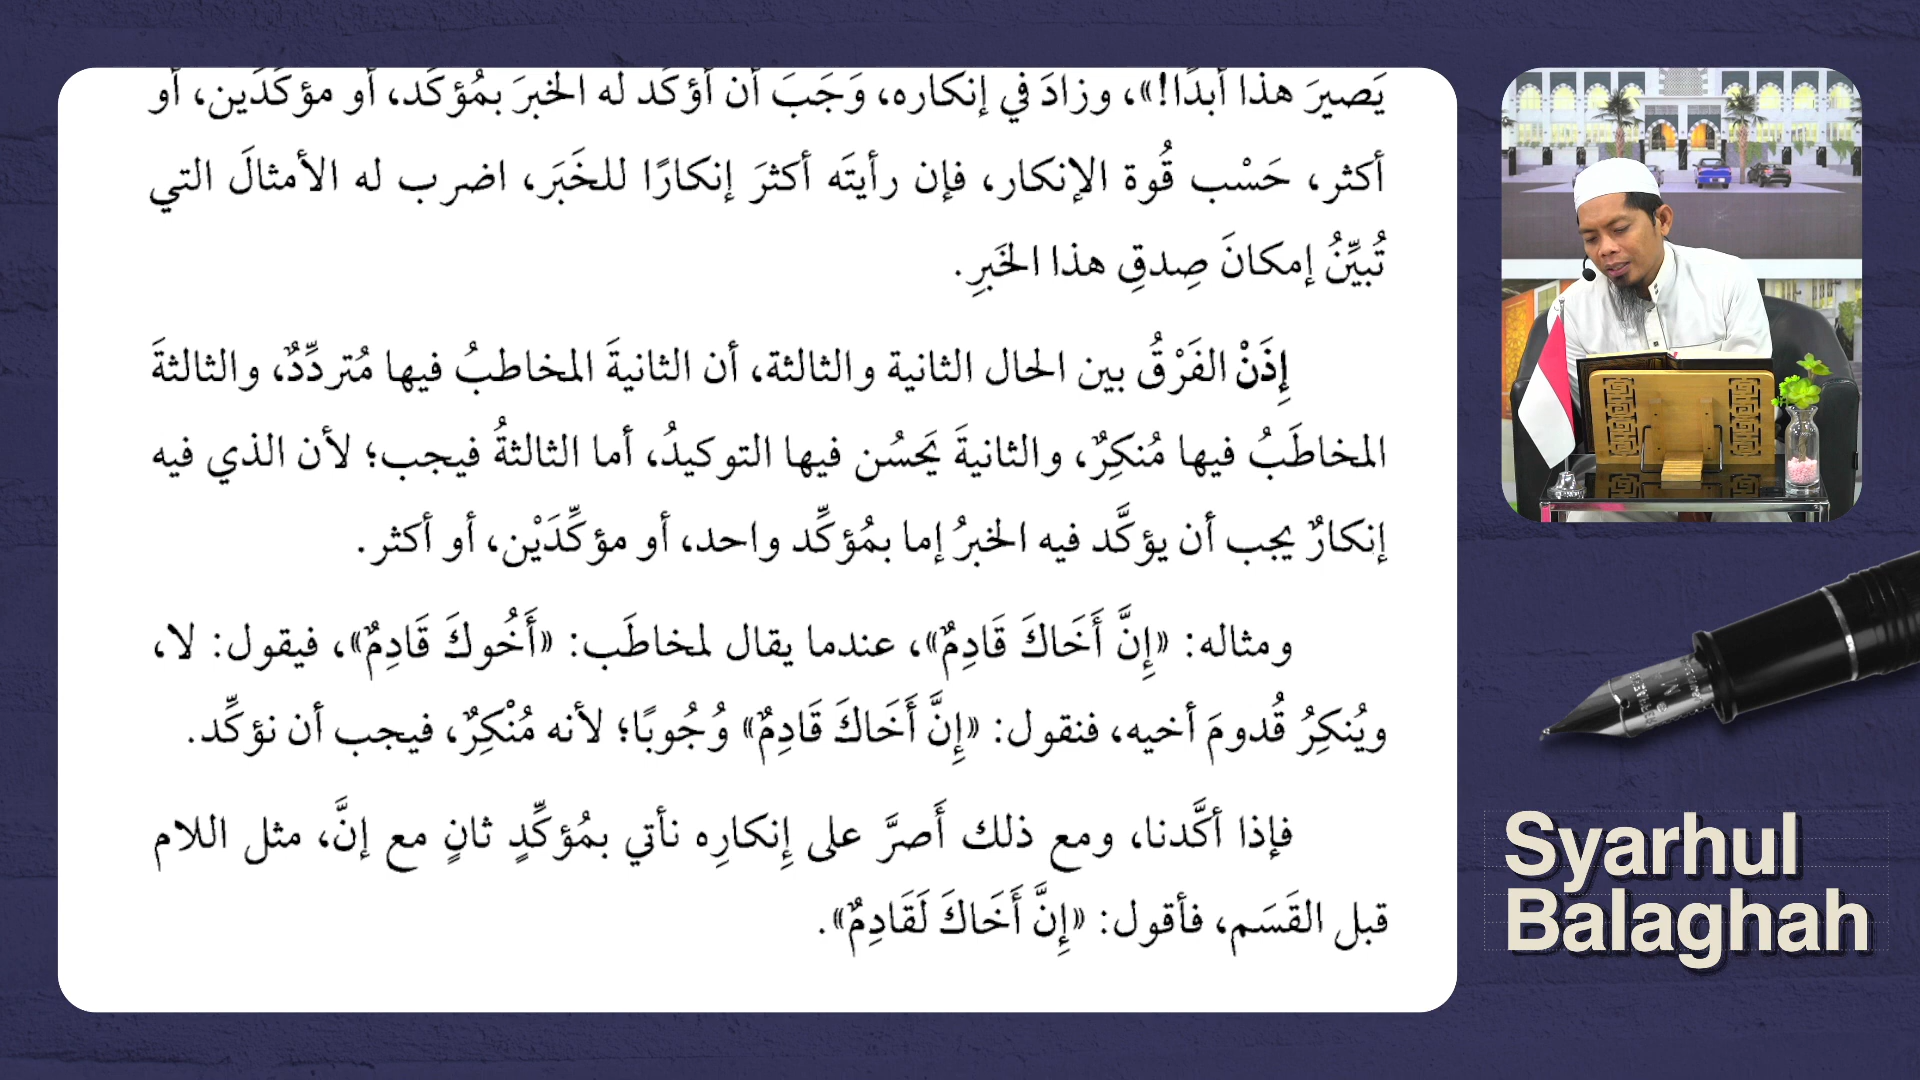 يَصيرَ هذا أبدًا!»، وزادَ في إنكاره، وَجَبَ أن أؤكد له الخبرَ بمُؤكَد، أو مؤكَدَين، أو
أكثر، حَسْب قُوة الإنكار، فإن رأيتَه أكثرَ إنكارًا للخَبَر، اضرب له الأمثالَ التي
تُبيِّنُ إمكانَ صِدقِ هذا الخَبرِ.
إِذَنْ الفَرْقُ بين الحال الثانية والثالثة، أن الثانيةَ المخاطبُ فيها مُتردِّدٌ، والثالثةَ
المخاطَبُ فيها مُنكِرٌ، والثانيةَ يَحسُن فيها التوكيدُ، أما الثالثةُ فيجب؛ لأن الذي فيه
إنكارٌ يجب أن يؤكَّد فيه الخبرُ إما بمُؤكِّد واحد، أو مؤكِّدَيْن، أو أكثر.
ومثاله: «إِنَّ أَخَاكَ قَادِمٌ»، عندما يقال لمخاطَب: «أَخُوكَ قَادِمٌ»، فيقول: لا،
ويُنكِرُ قُدومَ أخيه، فنقول: «إِنَّ أَخَاكَ قَادِمٌ» وُجُوبًا؛ لأنه مُنْكِرٌ، فيجب أن نؤكِّد.
فإذا أكَّدنا، ومع ذلك أَصرَّ على إِنكارِه نأتي بمُؤكِّدٍ ثانٍ مع إنَّ، مثل اللام
قبل القَسَم، فأقول: «إِنَّ أَخَاكَ لَقَادِمٌ».
Syarhul
Balaghah